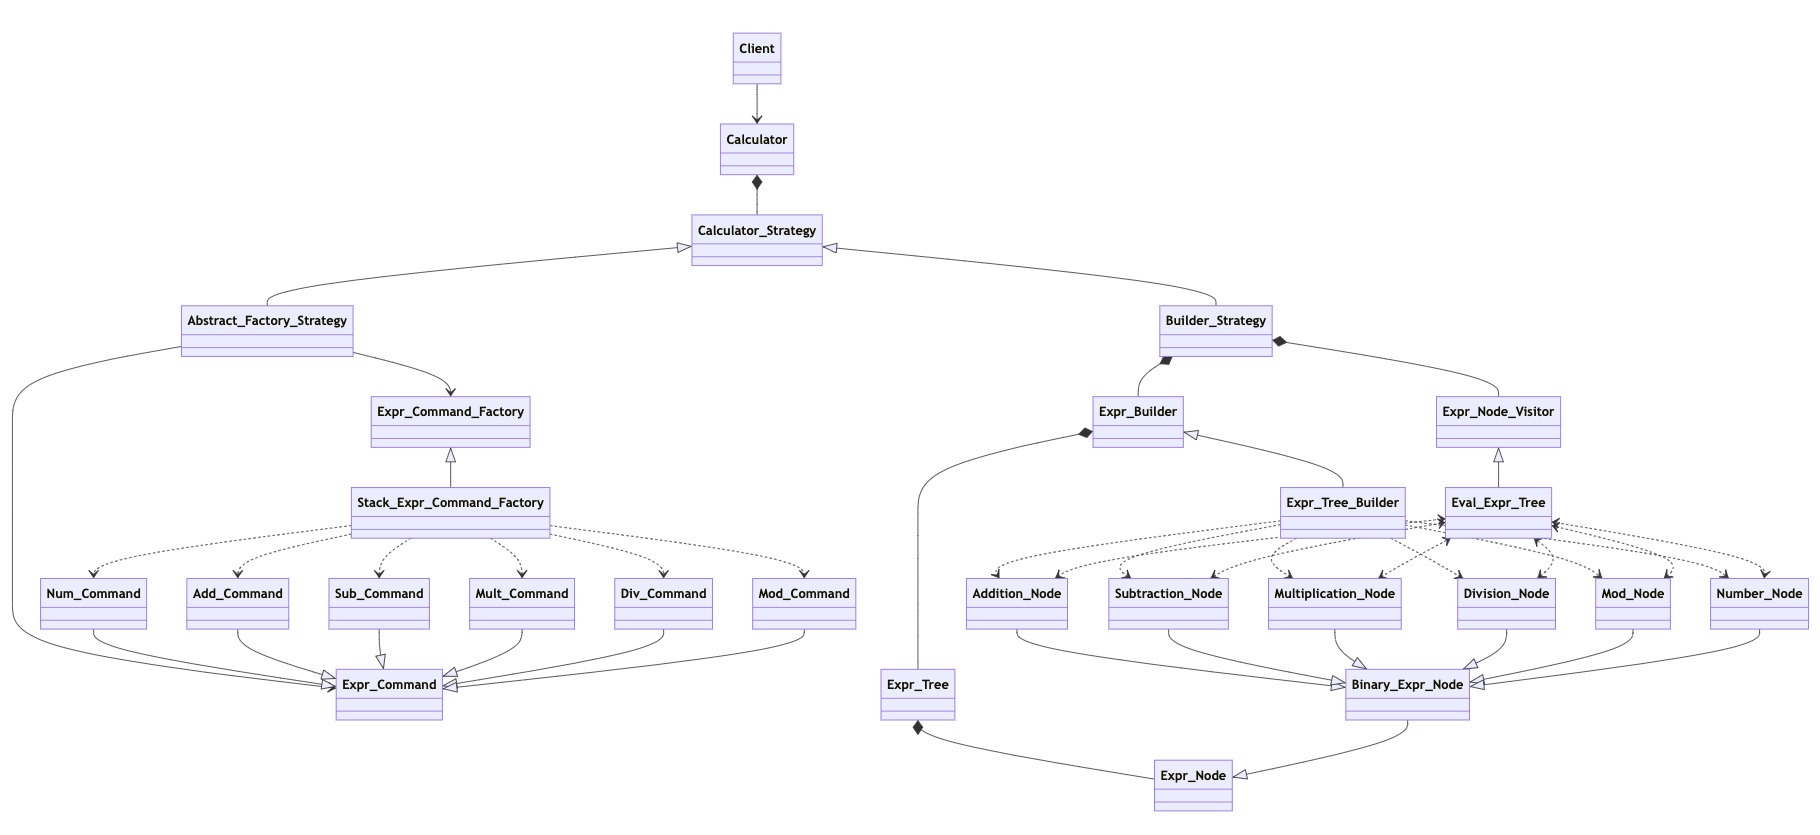 Client
Calculator
Calculator_Strategy
Abstract_Factory_Strategy
Builder_Strategy
Expr_Command_Factory
Expr_Builder
Expr_Node_Visitor
Stack_Expr_Command_Factory
Expr_Tree_Builder
Eval_Expr_Tree
Num_Command
Add_Command
Sub_Command
Mult_Command
Div_Command
Mod_Command
Addition_Node
Subtraction_Node
Multiplication_Node
Division_Node
Mod_Node
Number_Node
Expr_Command
Expr_Tree
Binary_Expr_Node
Expr_Node